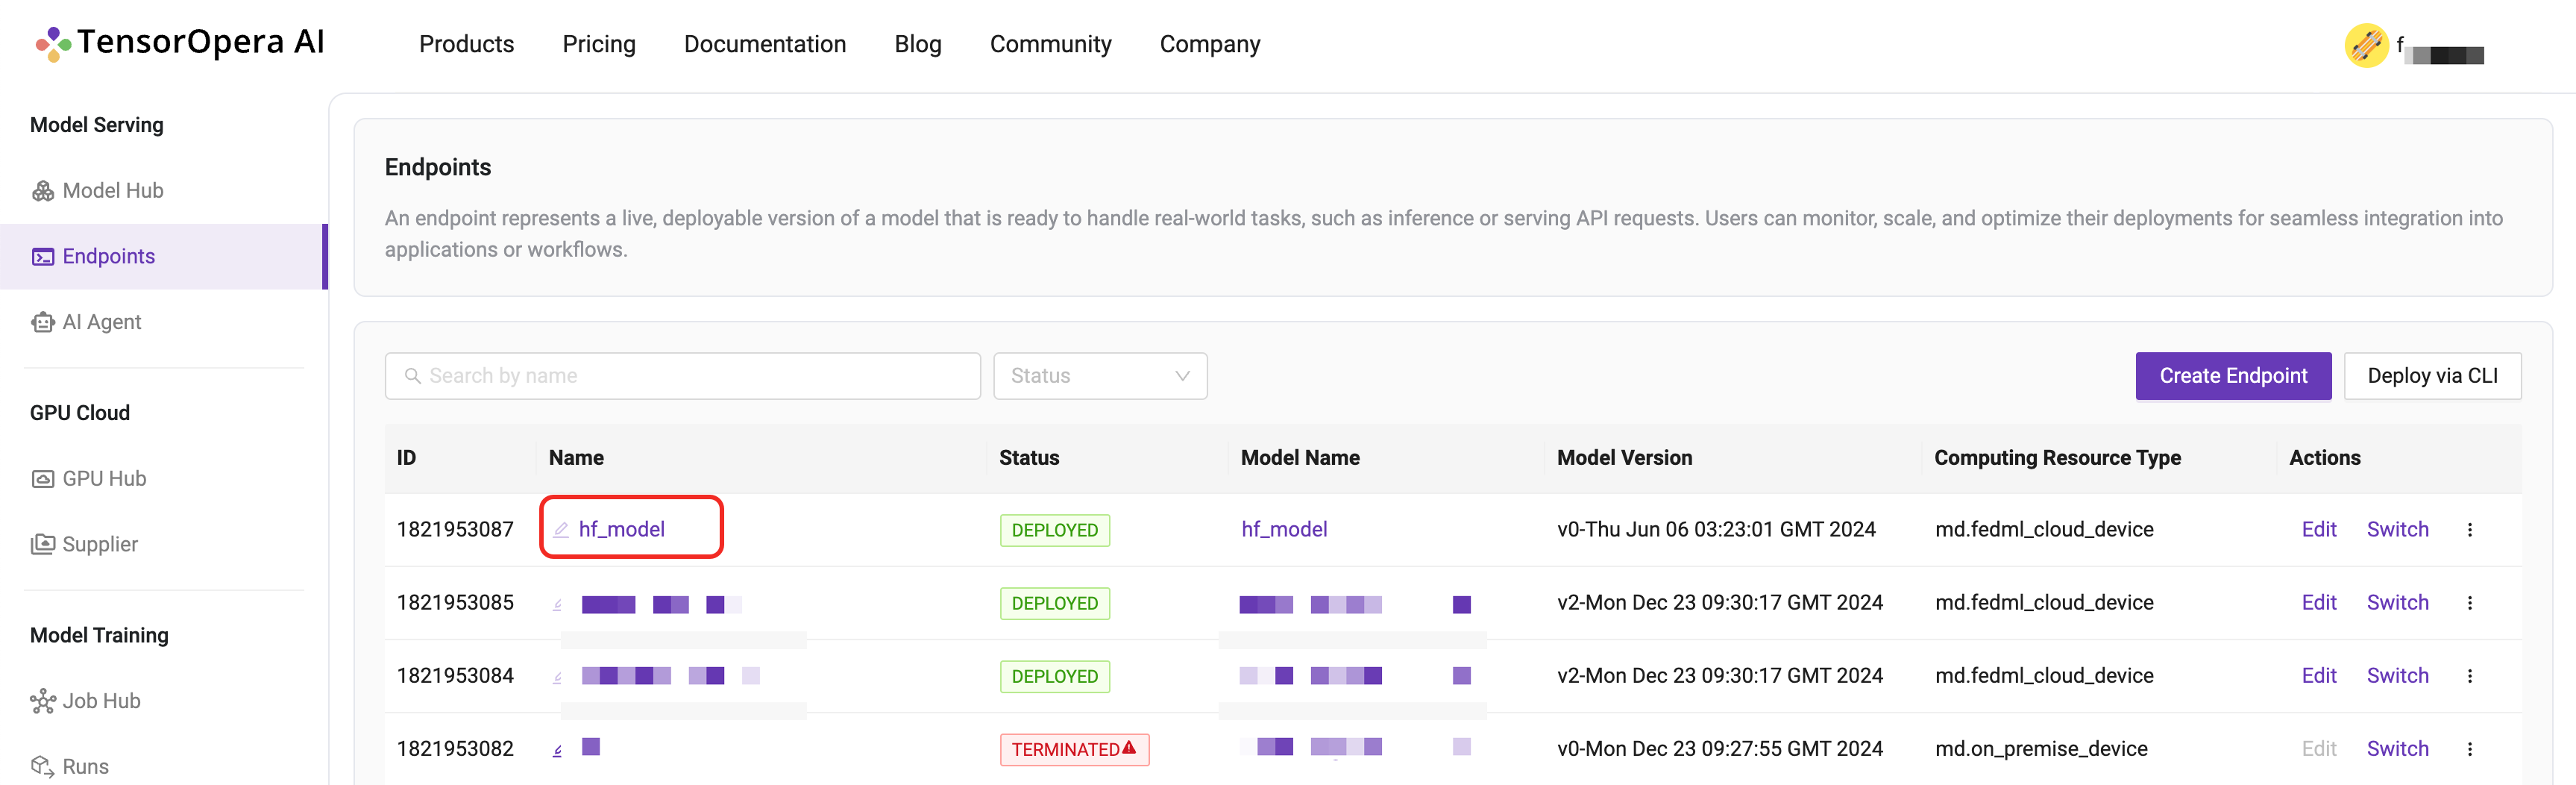 TensorOpera AI
Products Pricing Documentation Blog Community Company
f
Model Serving
Model Hub
Endpoints
AI Agent
GPU Cloud
GPU Hub
Supplier
Model Training
Job Hub
Runs
Endpoints
An endpoint represents a live, deployable version of a model that is ready to handle real-world tasks, such as inference or serving API requests. Users can monitor, scale, and optimize their deployments for seamless integration into
applications or workflows.
Search by name Status Create Endpoint Deploy via CLI
ID Name Status Model Name Model Version Computing Resource Type Actions
1821953087 hf_model DEPLOYED hf_model v0-Thu Jun 06 03:23:01 GMT 2024 md.fedml_cloud_device Edit Switch
1821953085 DEPLOYED v2-Mon Dec 23 09:30:17 GMT 2024 md.fedml_cloud_device Edit Switch
1821953084 DEPLOYED v2-Mon Dec 23 09:30:17 GMT 2024 md.fedml_cloud_device Edit Switch
1821953082 TERMINATED v0-Mon Dec 23 09:27:55 GMT 2024 md.on_premise_device Edit Switch